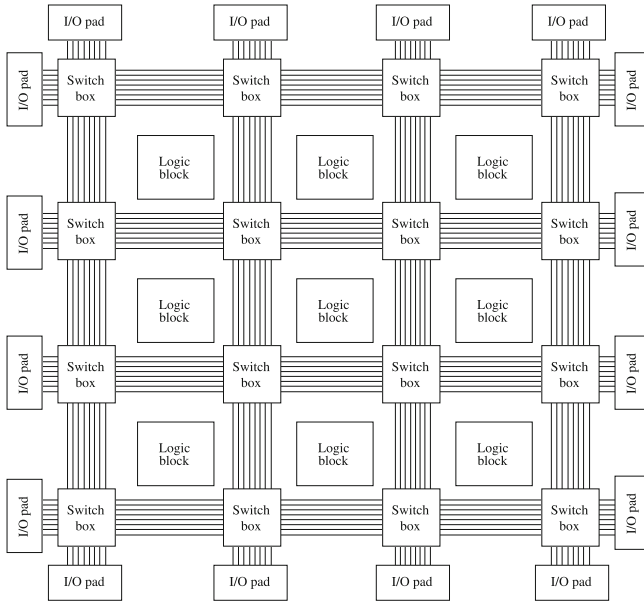 I/O pad
I/O pad
I/O pad
I/O pad
I/O pad
Switch
box
Switch
box
Switch
box
Switch
box
I/O pad
Logic
block
Logic
block
Logic
block
I/O pad
Switch
box
Switch
box
Switch
box
Switch
box
I/O pad
Logic
block
Logic
block
Logic
block
I/O pad
Switch
box
Switch
box
Switch
box
Switch
box
I/O pad
Logic
block
Logic
block
Logic
block
I/O pad
Switch
box
Switch
box
Switch
box
Switch
box
I/O pad
I/O pad
I/O pad
I/O pad
I/O pad